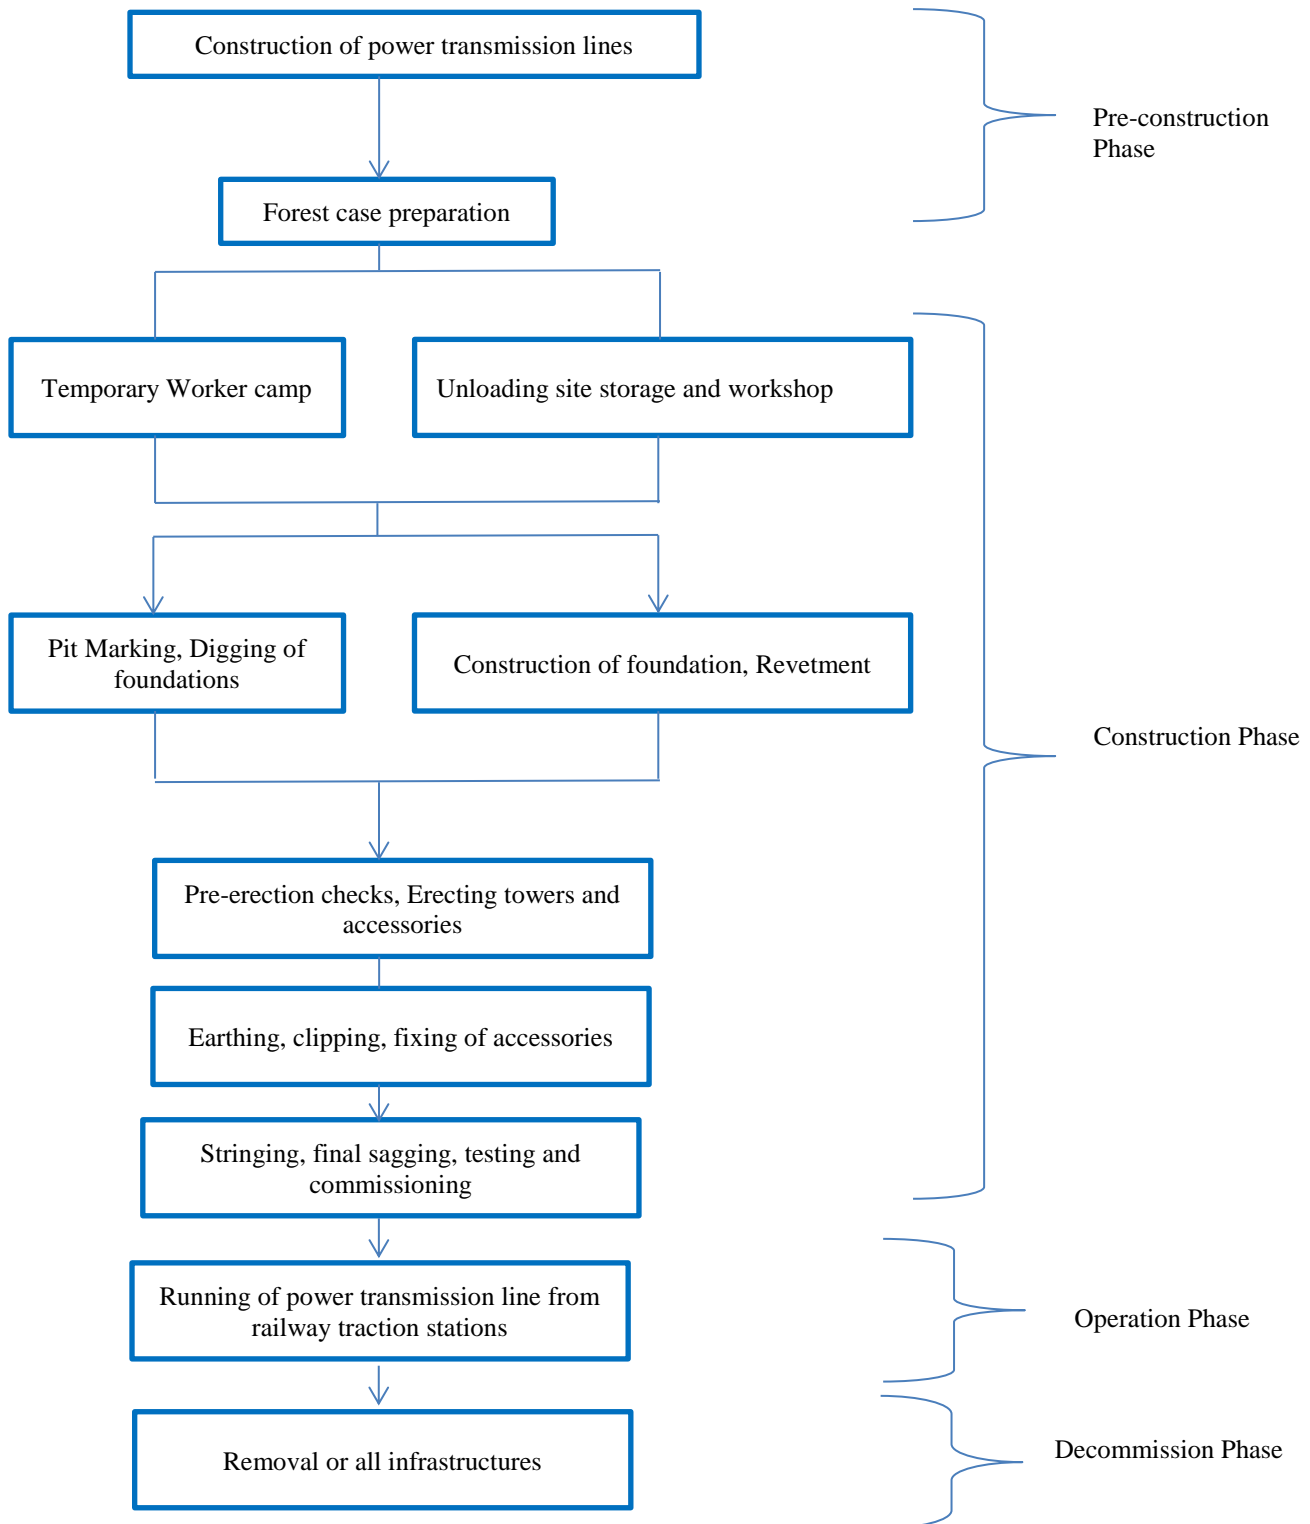 Construction of power transmission lines
Pre-construction
Phase
Forest case preparation
Temporary Worker camp
Unloading site storage and workshop
Pit Marking, Digging of
foundations
Construction of foundation, Revetment
Construction Phase
Pre-erection checks, Erecting towers and
accessories
Earthing, clipping, fixing of accessories
Stringing, final sagging, testing and
commissioning
Running of power transmission line from
railway traction stations
Operation Phase
Removal or all infrastructures
Decommission Phase